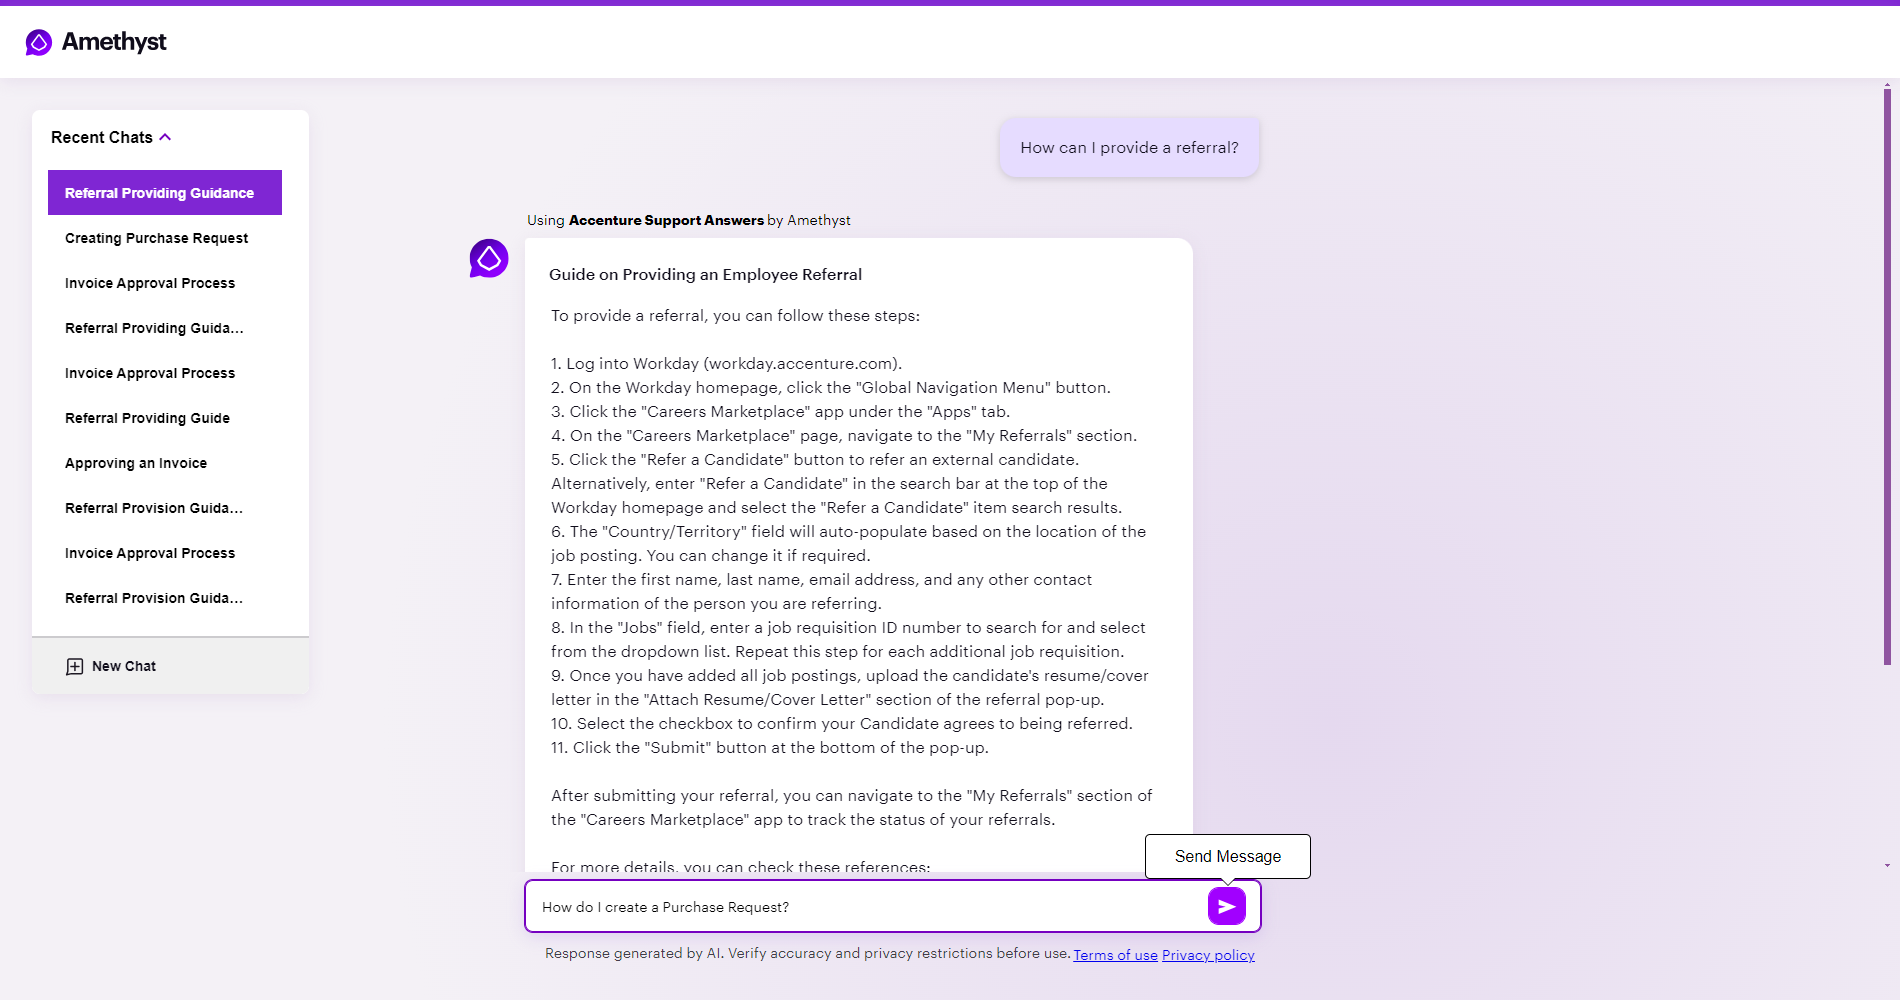 Amethyst
Recent Chats
Referral Providing Guidance
Creating Purchase Request
Invoice Approval Process
Referral Providing Guida...
Invoice Approval Process
Referral Providing Guide
Approving an Invoice
Referral Provision Guida...
Invoice Approval Process
Referral Provision Guida...
New Chat
How can I provide a referral?
Using Accenture Support Answers by Amethyst
Guide on Providing an Employee Referral
To provide a referral, you can follow these steps:
1. Log into Workday (workday.accenture.com).
2. On the Workday homepage, click the "Global Navigation Menu" button.
3. Click the "Careers Marketplace" app under the "Apps" tab.
4. On the "Careers Marketplace" page, navigate to the "My Referrals" section.
5. Click the "Refer a Candidate" button to refer an external candidate.
Alternatively, enter "Refer a Candidate" in the search bar at the top of the
Workday homepage and select the "Refer a Candidate" item search results.
6. The "Country/Territory" field will auto-populate based on the location of the
job posting. You can change it if required.
7. Enter the first name, last name, email address, and any other contact
information of the person you are referring.
8. In the "Jobs" field, enter a job requisition ID number to search for and select
from the dropdown list. Repeat this step for each additional job requisition.
9. Once you have added all job postings, upload the candidate's resume/cover
letter in the "Attach Resume/Cover Letter" section of the referral pop-up.
10. Select the checkbox to confirm your Candidate agrees to being referred.
11. Click the "Submit" button at the bottom of the pop-up.
After submitting your referral, you can navigate to the "My Referrals" section of
the "Careers Marketplace" app to track the status of your referrals.
For more details, you can check these references:
Send Message
How do I create a Purchase Request?
Response generated by AI. Verify accuracy and privacy restrictions before use. Terms of use Privacy policy